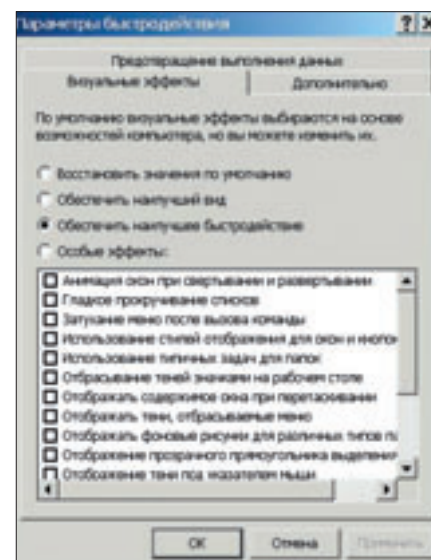 Параметры быстродействия
Предотвращение выполнения данных
Визуальные эффекты
Дополнительно
По умолчанию визуальные эффекты выбираются на основе
возможностей компьютера, но вы можете изменить их.
Восстановить значения по умолчанию
Обеспечить наилучший вид
Обеспечить наилучшее быстродействие
Особые эффекты:
Анимация окон при свертывании и развертывании
Гладкое прокручивание списков
Затухание меню после вызова команды
Использование стилей отображения для окон и кнопок
Использование типичных задач для папок
Отбрасывание теней значками на рабочем столе
Отображать содержимое окна при перетаскивании
Отображать тени, отбрасываемые меню
Отображать фоновые рисунки для различных типов па
Отображение прозрачного прямоугольника выделения
Отображение тени под указателем мыши
ОК
Отмена
Применить